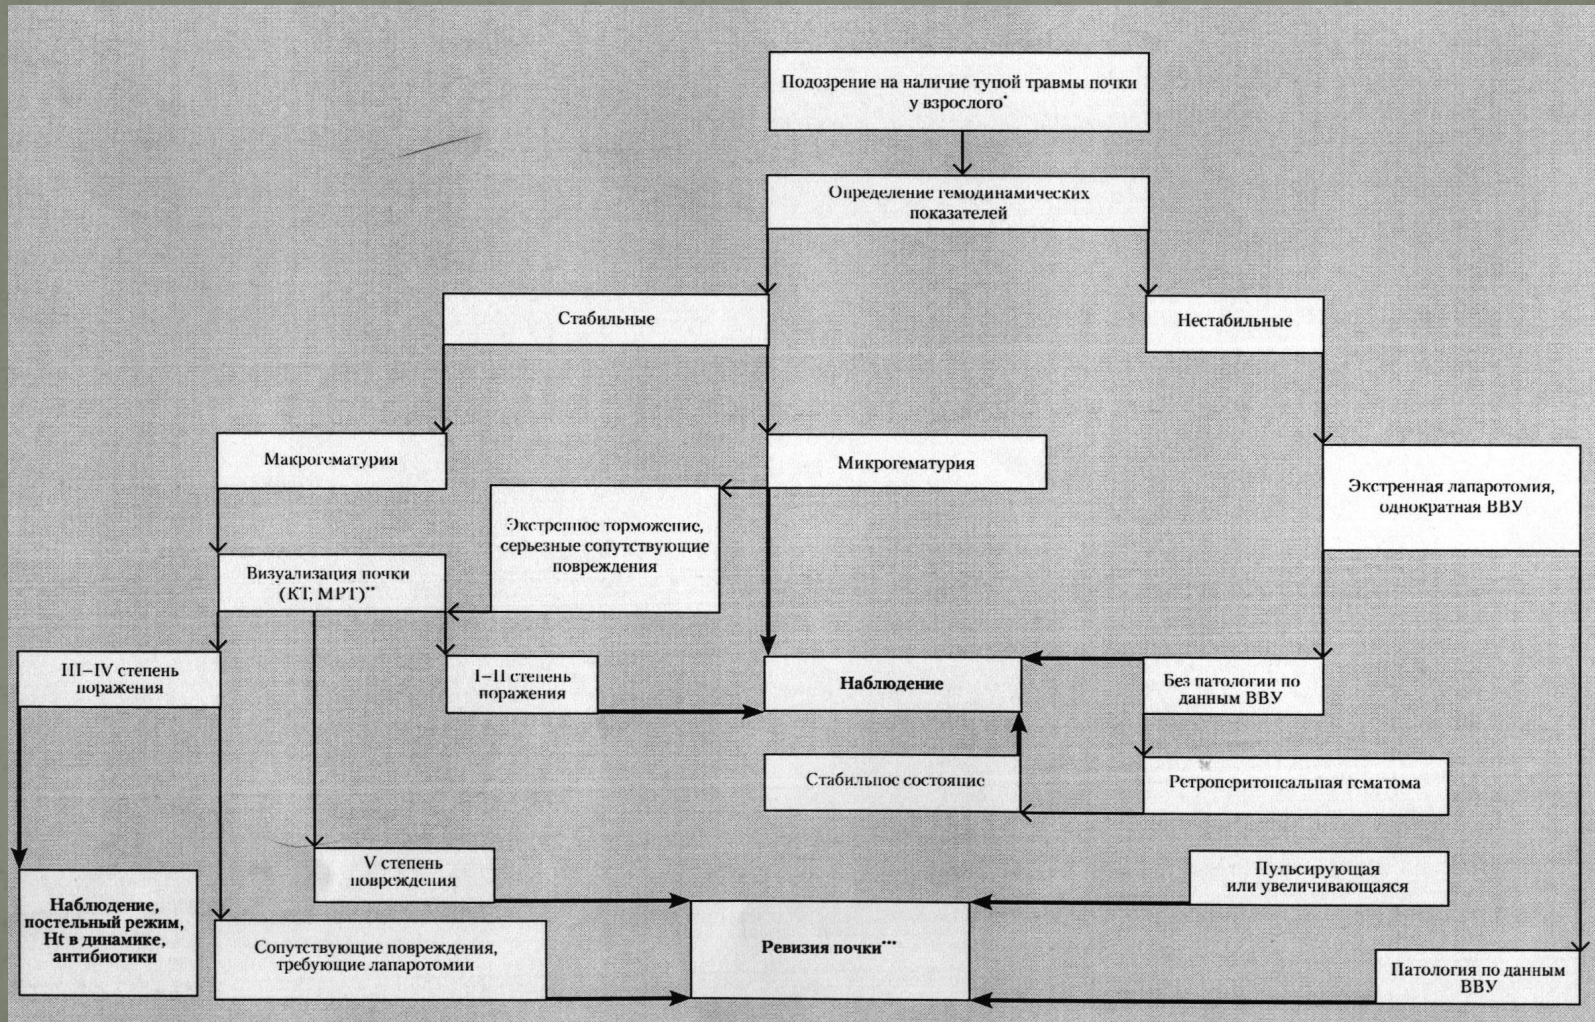 Подозрение на наличие тупой травмы почки
у взрослого*
Определение гемодинамических
показателей
Стабильные
Нестабильные
Макрогематурия
Микрогематурия
Экстренная лапаротомия,
однократная ВВУ
Экстренное торможение,
серьезные сопутствующие
повреждения
Визуализация почки
(КТ, МРТ)**
III–IV степень
поражения
I–II степень
поражения
Наблюдение
Без патологии по
данным ВВУ
Стабильное состояние
Ретроперитонеальная гематома
V степень
повреждения
Пульсирующая
или увеличивающаяся
Наблюдение,
постельный режим,
Ht в динамике,
антибиотики
Сопутствующие повреждения,
требующие лапаротомии
Ревизия почки***
Патология по данным
ВВУ